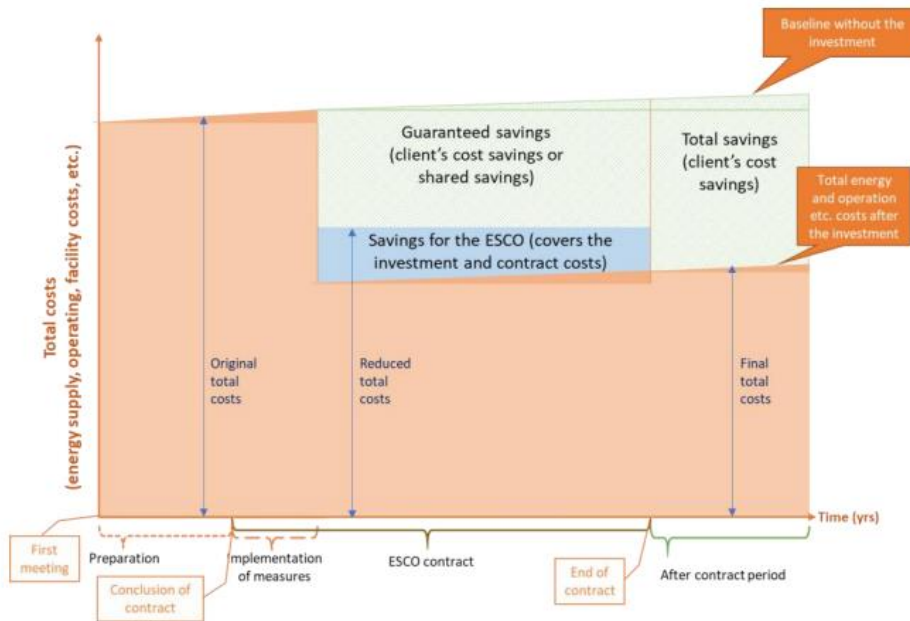 Baseline without the
investment
Guaranteed savings
(client's cost savings or
shared savings)
Total savings
(client's cost
savings)
Total energy
and operation
etc. costs after
the investment
Savings for the ESCO (covers the
investment and contract costs)
Total costs
(energy supply, operating, facility costs, etc.)
Original
total
costs
Reduced
total
costs
Final
total
costs
Time (yrs)
First
meeting
Preparation
Conclusion of
contract
Implementation
of measures
ESCO contract
End of
contract
After contract period